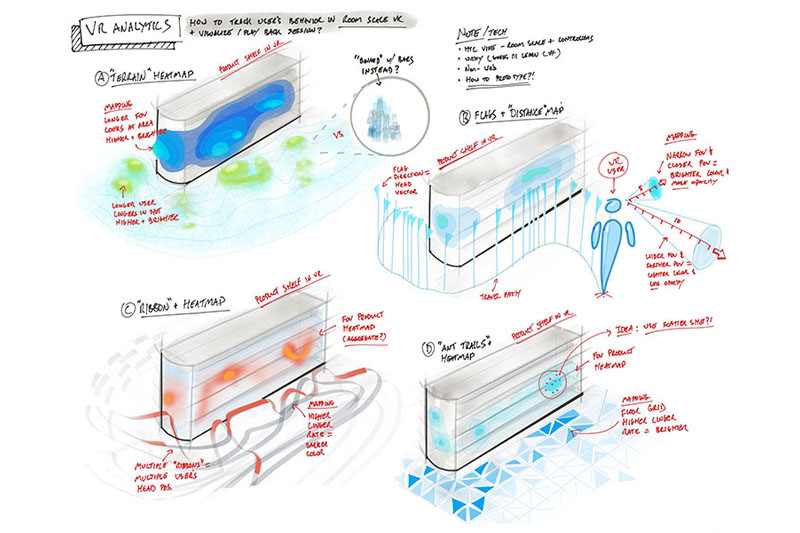 VR ANALYTICS
HOW TO TRACK USER'S BEHAVIOR IN ROOM SCALE VR
+ VISUALIZE / PLAY BACK SESSION?
NOTE/TECH
• HTC VIVE - ROOM SCALE + CONTROLLERS
• UNITY
• NON-WEB
• HOW TO PROTOTYPE?!
A "TERRAIN" HEATMAP
PRODUCT SHELF IN VR
MAPPING
LONGER FOV
LOOKS AT AREA
HIGHER + BRIGHTER
LONGER USER
LINGERS IN SPOT
HIGHER + BRIGHTER
"BOXED" W/ BARS
INSTEAD?
VS
B FLAGS + "DISTANCE" MAP
PRODUCT SHELF IN VR
FLAG
DIRECTION =
HEAD
VECTOR
VR
USER
MAPPING
NARROW FOV &
CLOSER POV =
BRIGHTER COLOR &
MORE OPACITY
5
10
WIDER FOV &
FARTHER POV =
LIGHTER COLOR &
LESS OPACITY
TRAVEL PATH
C "RIBBON" + HEATMAP
PRODUCT SHELF IN VR
FOV PRODUCT
HEATMAP
(AGGREGATE?)
MAPPING
HIGHER
LINGER
RATE =
DARKER
COLOR
MULTIPLE "RIBBONS" =
MULTIPLE USER'S
HEAD POS.
D "ANT TRAILS" +
HEATMAP
PRODUCT SHELF IN VR
IDEA: USE SCATTER
FOV PRODUCT
HEATMAP
MAPPING
FLOOR GRID
HIGHER LINGER
RATE = BRIGHTER